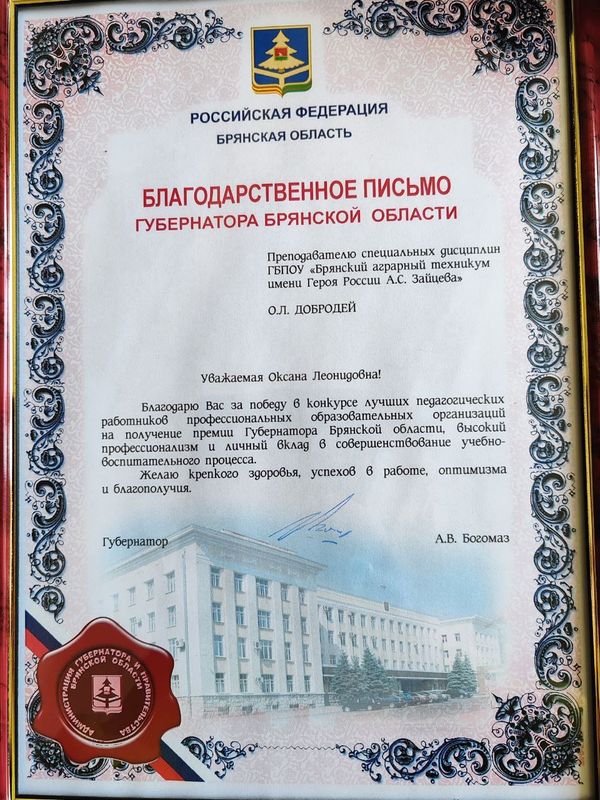 РОССИЙСКАЯ ФЕДЕРАЦИЯ
БРЯНСКАЯ ОБЛАСТЬ
БЛАГОДАРСТВЕННОЕ ПИСЬМО
ГУБЕРНАТОРА БРЯНСКОЙ ОБЛАСТИ
Преподавателю специальных дисциплин
ГБПОУ «Брянский аграрный техникум
имени Героя России А.С. Зайцева»
О.Л. ДОБРОДЕЙ
Уважаемая Оксана Леонидовна!
Благодарю Вас за победу в конкурсе лучших педагогических
работников профессиональных образовательных организаций
на получение премии Губернатора Брянской области, высокий
профессионализм и личный вклад в совершенствование учебно-
воспитательного процесса.
Желаю крепкого здоровья, успехов в работе, оптимизма
и благополучия.
Губернатор А.В. Богомаз
АДМИНИСТРАЦИЯ ГУБЕРНАТОРА И ПРАВИТЕЛЬСТВА
БРЯНСКОЙ ОБЛАСТИ